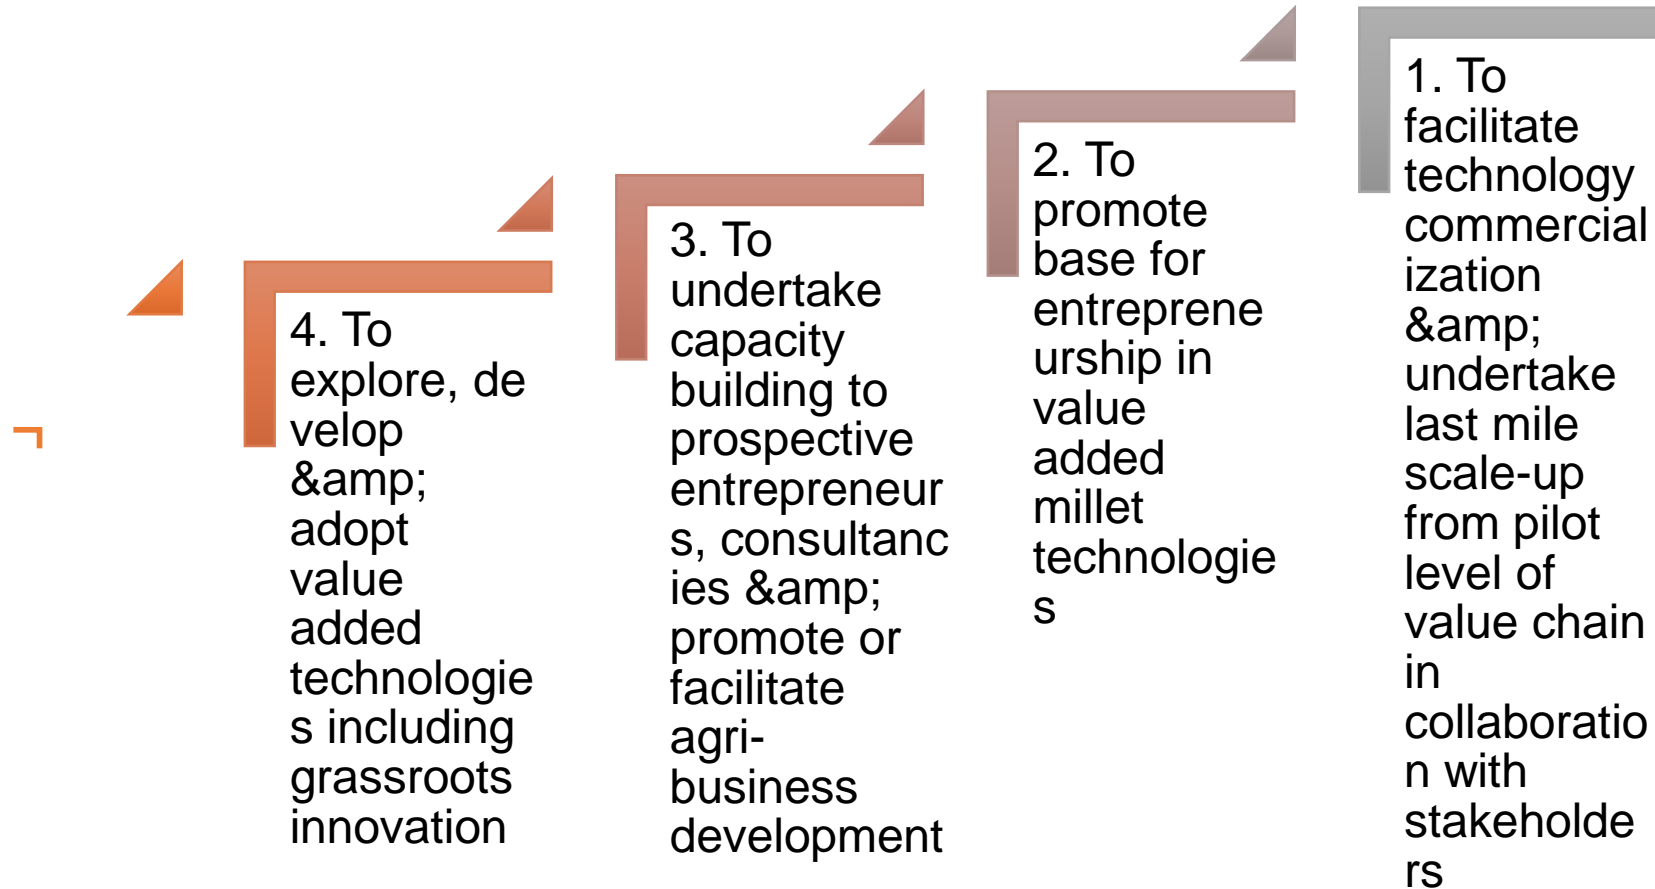 4. To
explore, de
velop
&amp;
adopt
value
added
technologie
s including
grassroots
innovation
3. To
undertake
capacity
building to
prospective
entrepreneur
s, consultanc
ies &amp;
promote or
facilitate
agri-
business
development
2. To
promote
base for
entreprene
urship in
value
added
millet
technologie
s
1. To
facilitate
technology
commercial
ization
&amp;
undertake
last mile
scale-up
from pilot
level of
value chain
in
collaboratio
n with
stakeholde
rs